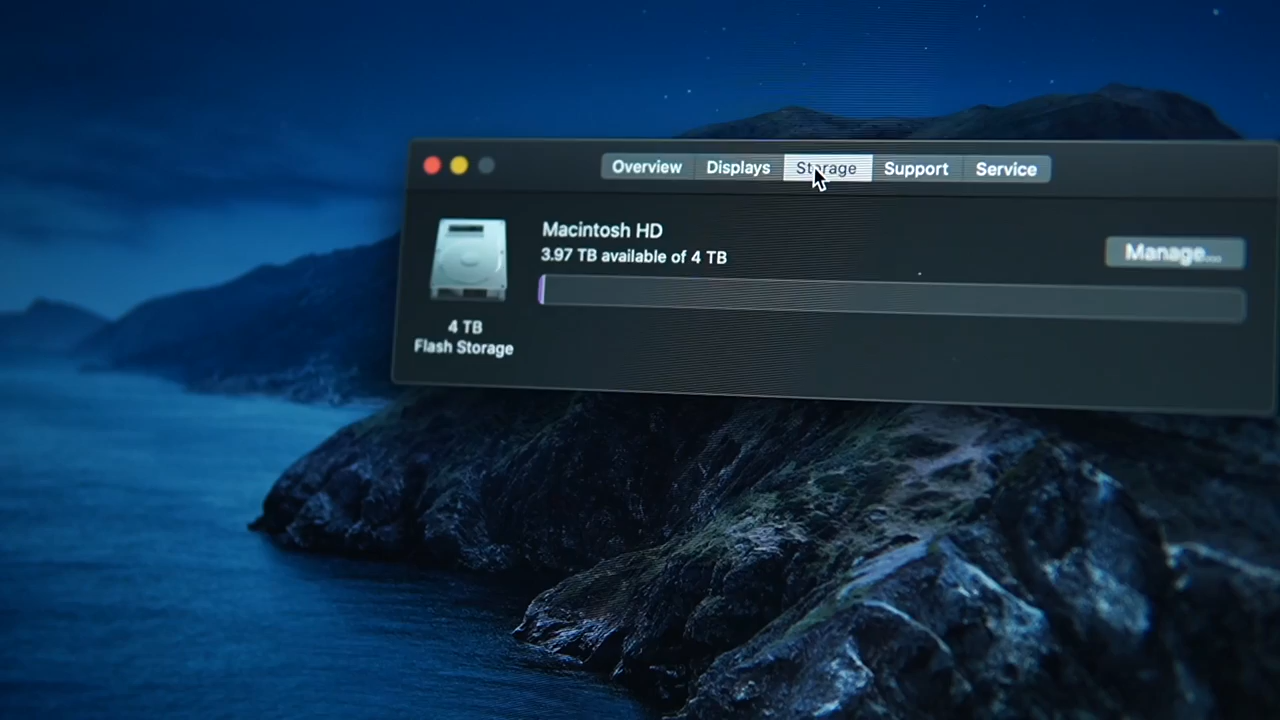 Overview Displays Storage Support Service
Macintosh HD
3.97 TB available of 4 TB
Manage...
4 TB
Flash Storage